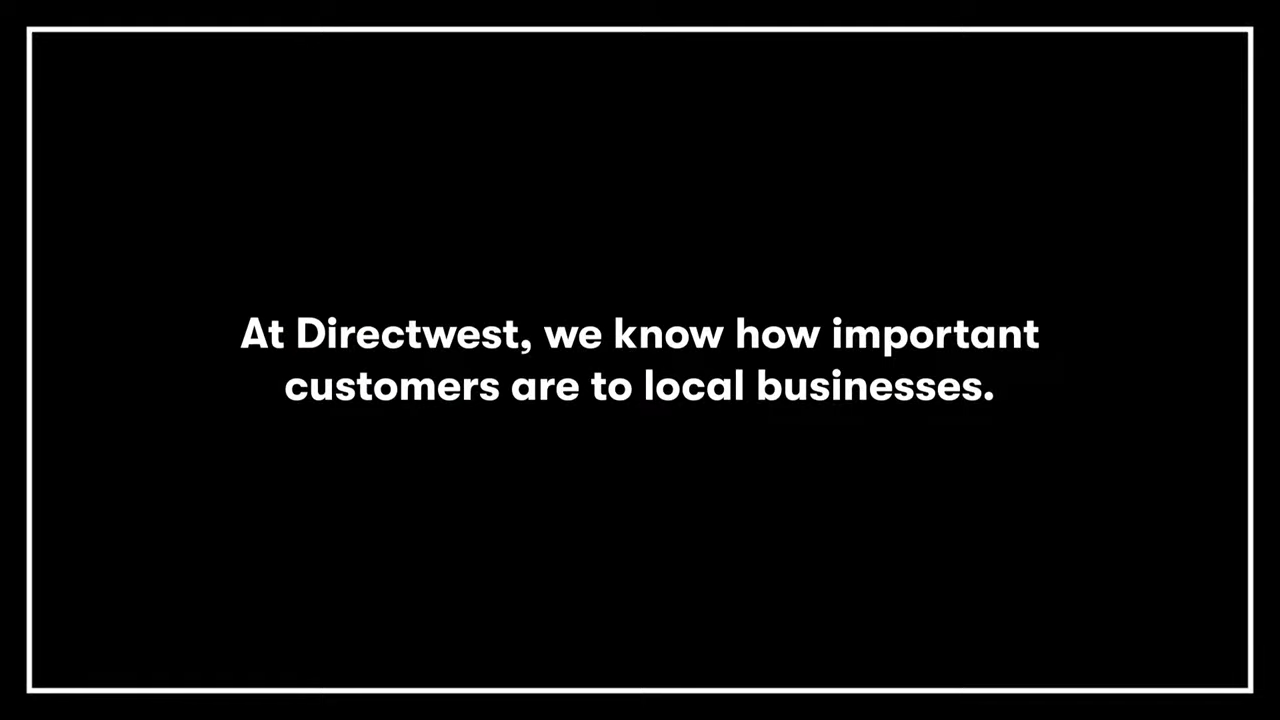 At Directwest, we know how important
customers are to local businesses.